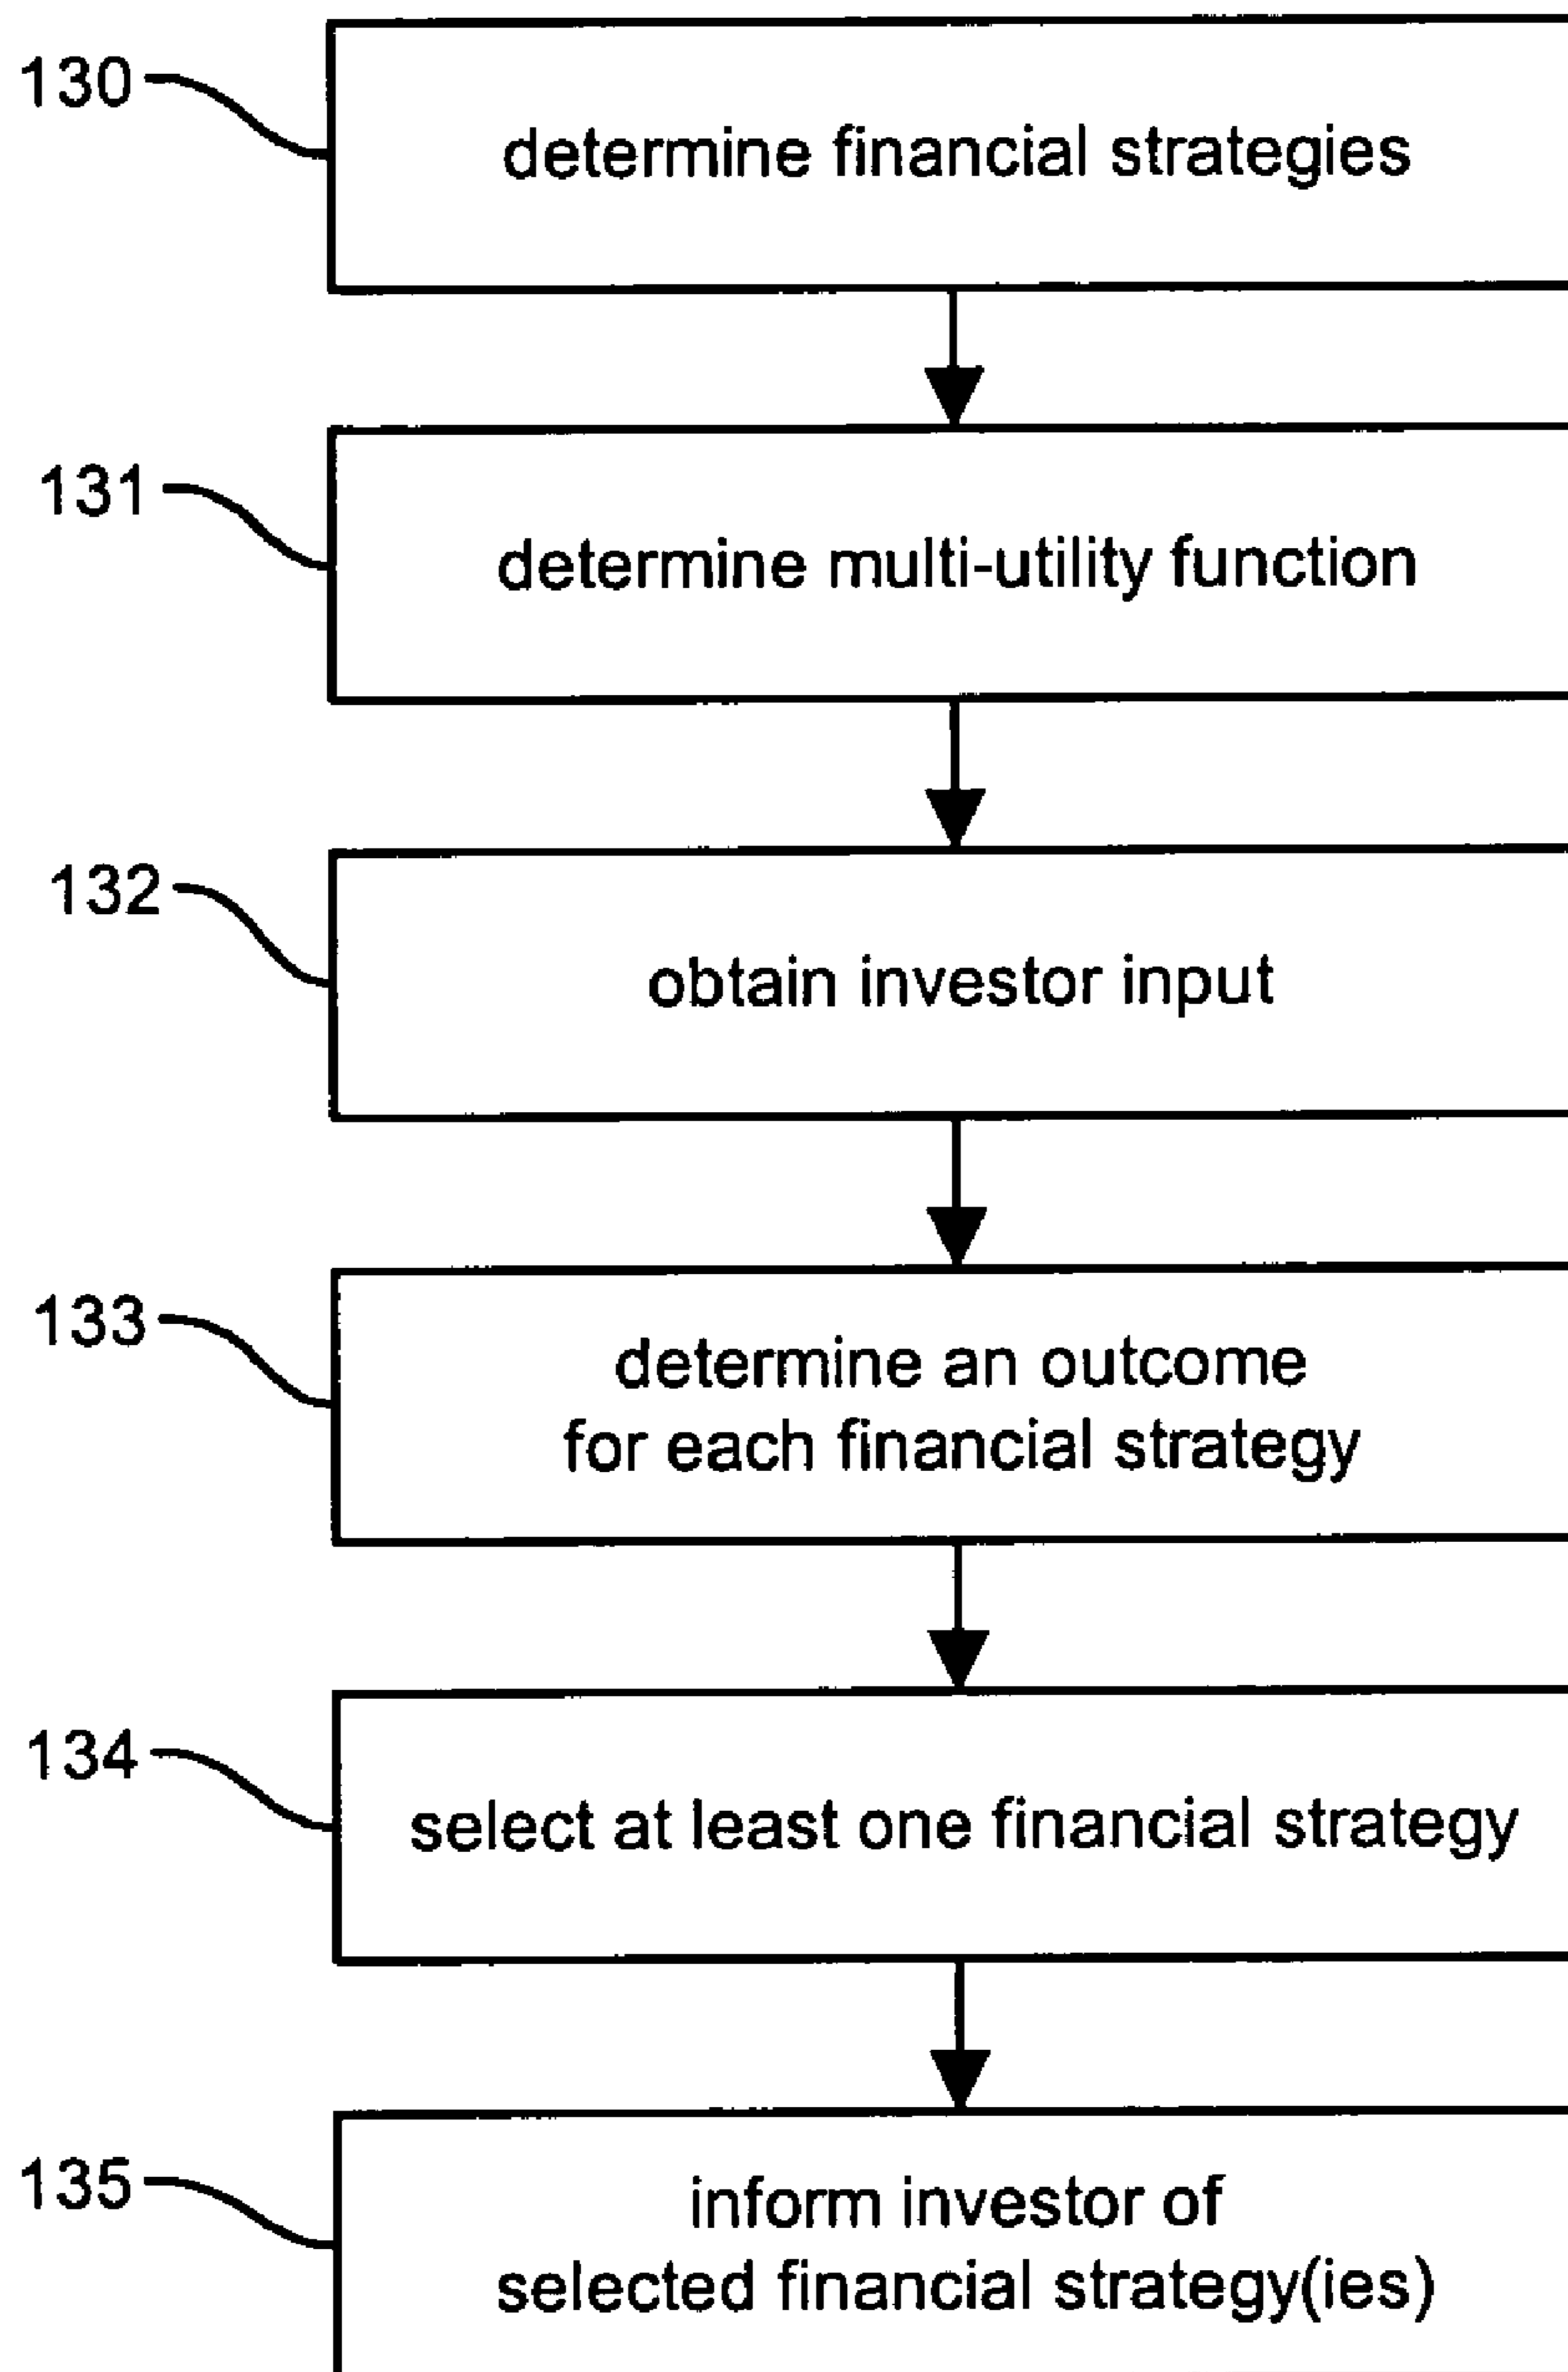 130
determine financial strategies
131
determine multi-utility function
132
obtain investor input
133
determine an outcome
for each financial strategy
134
select at least one financial strategy
135
inform investor of
selected financial strategy(ies)